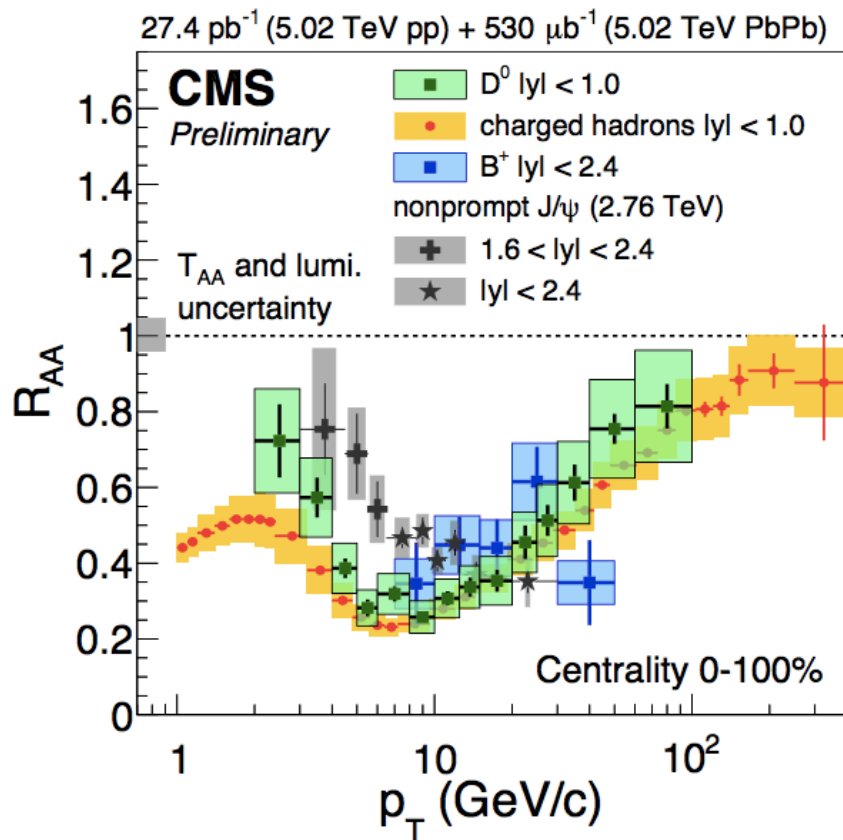 27.4 pb⁻¹ (5.02 TeV pp) + 530 μb⁻¹ (5.02 TeV PbPb)
CMS
Preliminary
D⁰ |y| < 1.0
charged hadrons |y| < 1.0
B⁺ |y| < 2.4
nonprompt J/ψ (2.76 TeV)
1.6 < |y| < 2.4
|y| < 2.4
T_AA and lumi.
uncertainty
1.6
1.4
1.2
1
0.8
0.6
0.4
0.2
0
R_AA
Centrality 0-100%
1
10
10²
p_T (GeV/c)